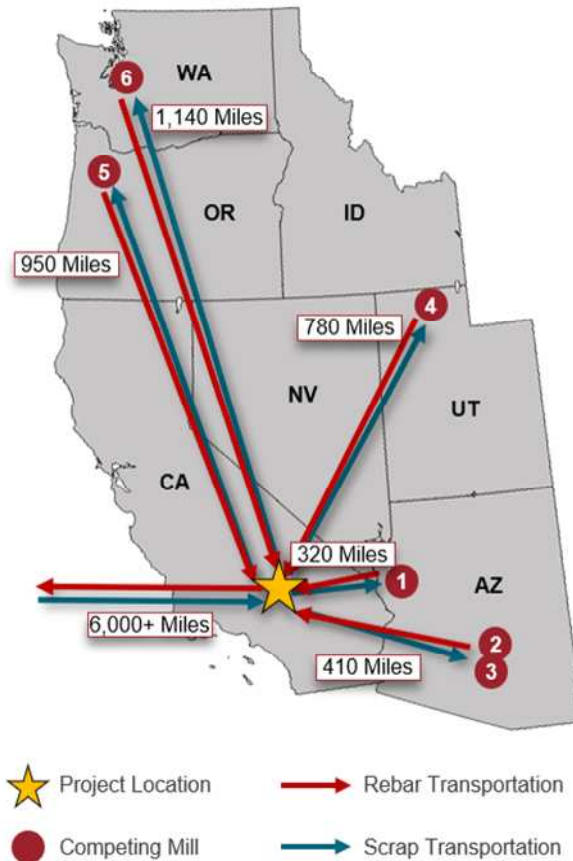 WA
6
1,140 Miles
5
OR
ID
950 Miles
4
780 Miles
NV
UT
CA
320 Miles
1
AZ
6,000+ Miles
2
410 Miles
3
Project Location
Rebar Transportation
Competing Mill
Scrap Transportation